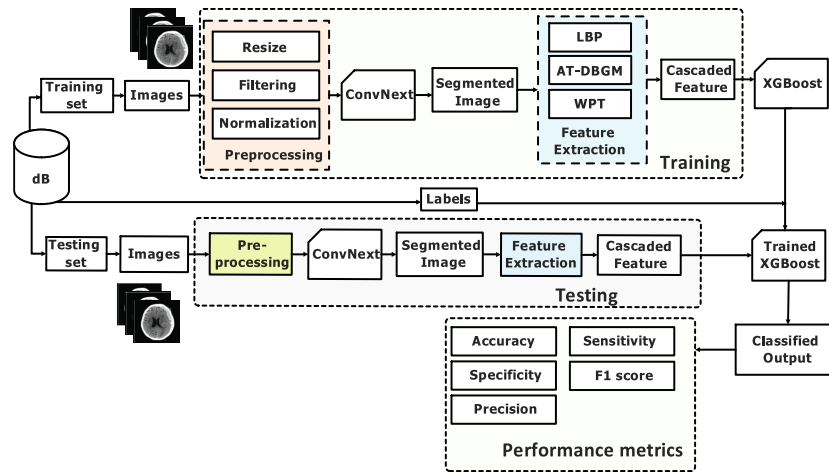 Resize
Filtering
Normalization
Preprocessing
LBP
AT-DBGM
WPT
Feature
Extraction
Training
set
Images
ConvNext
Segmented
Image
Cascaded
Feature
XGBoost
Training
dB
Labels
Testing
set
Images
Pre-
processing
ConvNext
Segmented
Image
Feature
Extraction
Cascaded
Feature
Trained
XGBoost
Testing
Accuracy
Sensitivity
Specificity
F1 score
Precision
Performance metrics
Classified
Output